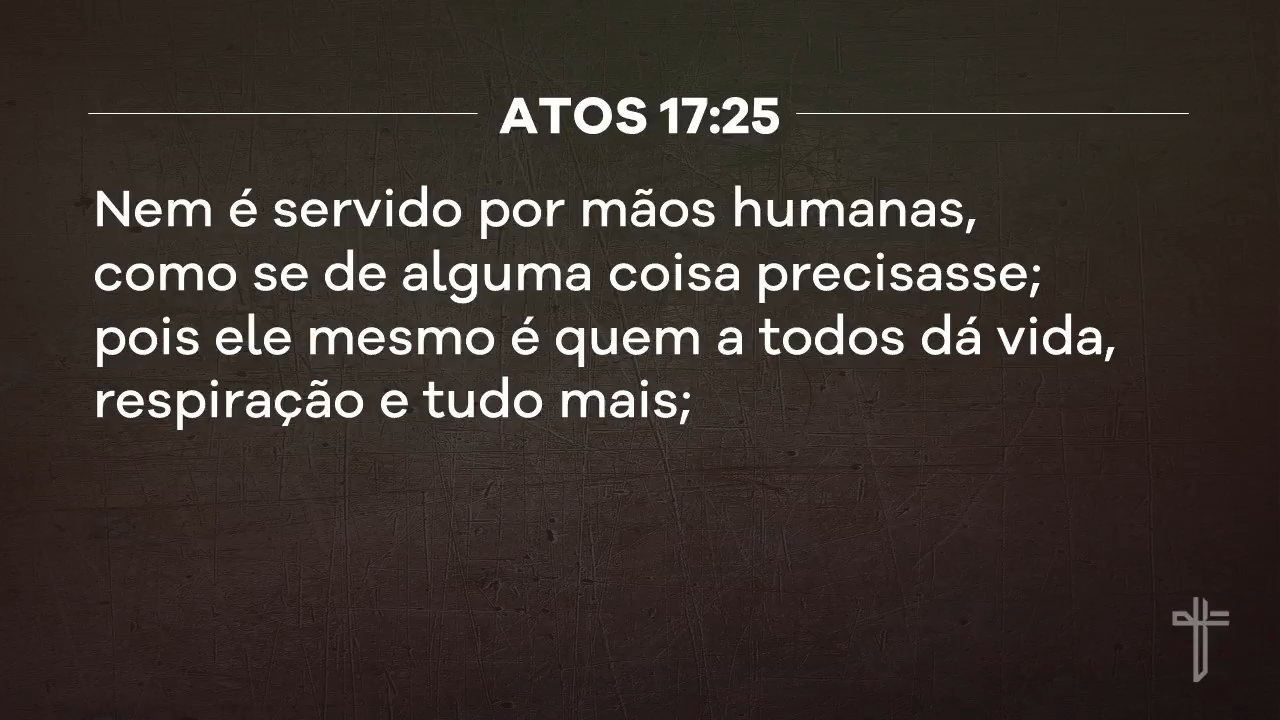 ATOS 17:25
Nem é servido por mãos humanas,
como se de alguma coisa precisasse;
pois ele mesmo é quem a todos dá vida,
respiração e tudo mais;